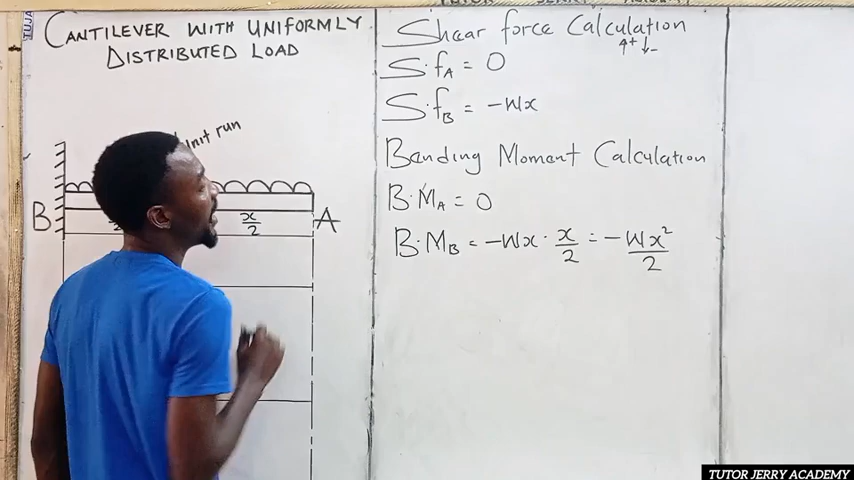 CANTILEVER WITH UNIFORMLY
DISTRIBUTED LOAD
Unit run
B
x/2
A
Shear force Calculation
↑+ ↓-
S.f_A = 0
S.f_B = -Wx
Bending Moment Calculation
B.M_A = 0
B.M_B = -Wx · x/2 = -Wx²/2
TUTOR JERRY ACADEMY